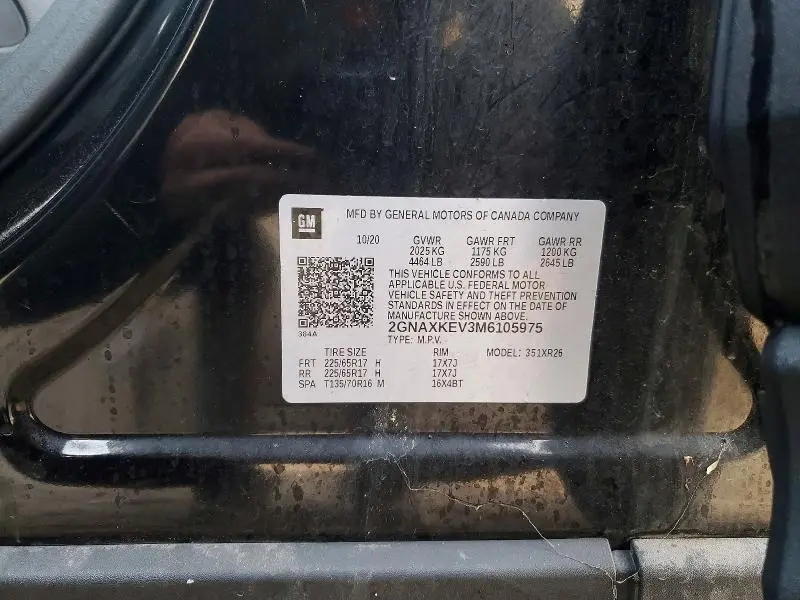 GM
MFD BY GENERAL MOTORS OF CANADA COMPANY
10/20 GVWR GAWR FRT GAWR RR
2025 KG 1175 KG 1200 KG
4464 LB 2590 LB 2645 LB
THIS VEHICLE CONFORMS TO ALL
APPLICABLE U.S. FEDERAL MOTOR
VEHICLE SAFETY AND THEFT PREVENTION
STANDARDS IN EFFECT ON THE DATE OF
MANUFACTURE SHOWN ABOVE.
2GNAXKEV3M6105975
384A
TYPE: M.P.V.
TIRE SIZE RIM MODEL: 351XR26
FRT 225/65R17 H 17X7J
RR 225/65R17 H 17X7J
SPA T135/70R16 M 16X4BT